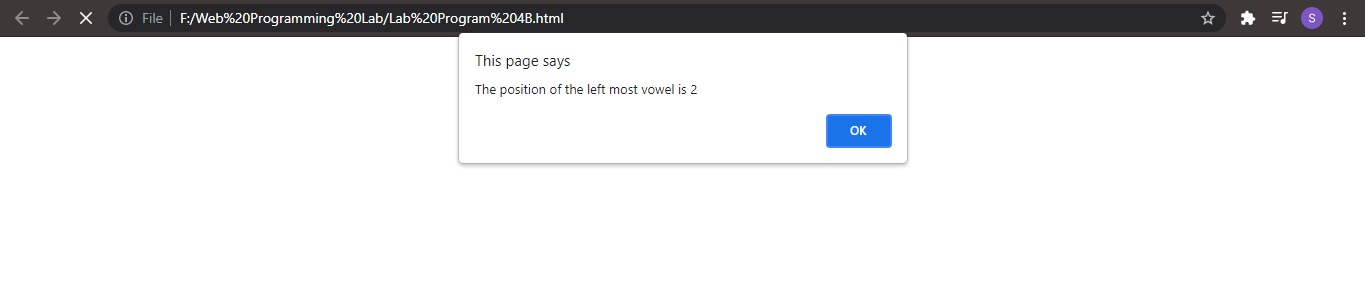 File F:/Web%20Programming%20Lab/Lab%20Program%204B.html S
This page says
The position of the left most vowel is 2
OK